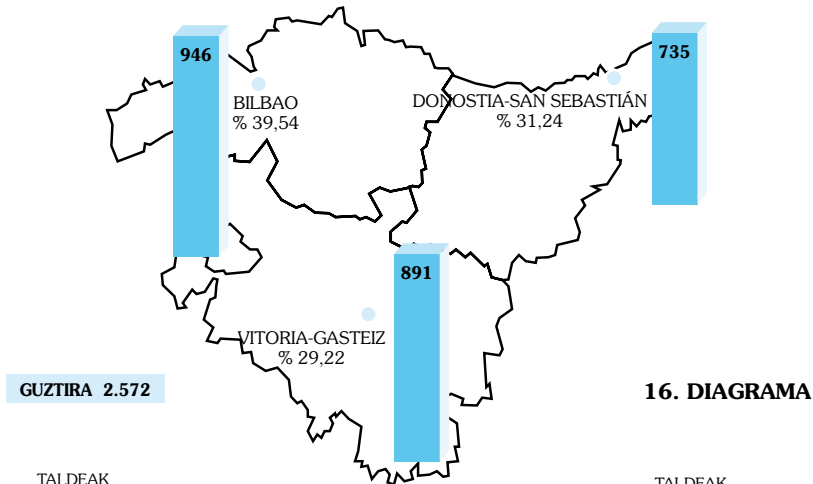 946
735
BILBAO
% 39,54
DONOSTIA-SAN SEBASTIÁN
% 31,24
891
VITORIA-GASTEIZ
% 29,22
GUZTIRA 2.572
16. DIAGRAMA
TALDEAK
TALDEAK